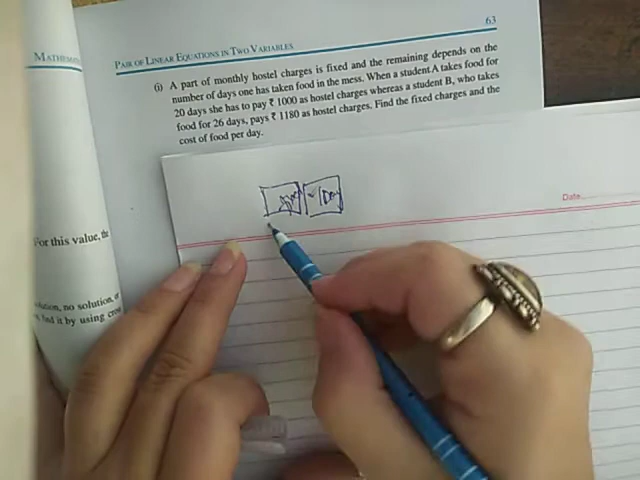 MATHEM
PAIR OF LINEAR EQUATIONS IN TWO VARIABLES
63
6) A part of monthly hostel charges is fixed and the remaining depends on the
number of days one has taken food in the mess. When a student A takes food for
20 days she has to pay ₹ 1000 as hostel charges whereas a student B, who takes
food for 26 days, pays ₹ 1180 as hostel charges. Find the fixed charges and the
cost of food per day.
Date
For this value, the
no solution, or
find it by using cros